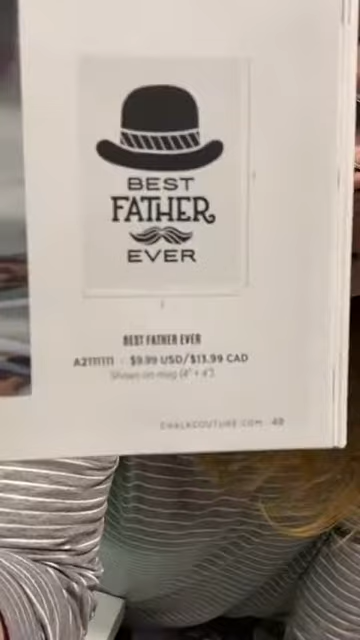 BEST
FATHER
EVER
BEST FATHER EVER
A2111111 · $9.99 USD/$13.99 CAD
Shown on mug (4" × 4")
CHALKCOUTURE.COM · 49